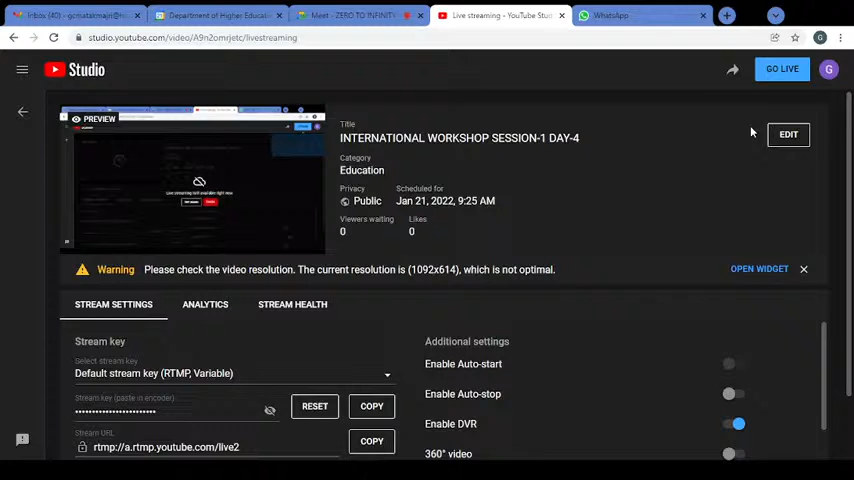 Inbox (40) - gcrisatakmajri@
Department of Higher Educati
Meet - ZERO TO INFINITY
Live streaming - YouTube Stud
WhatsApp
studio.youtube.com/video/A9n2omrjetc/livestreaming
G
Studio
GO LIVE
G
PREVIEW
Title
INTERNATIONAL WORKSHOP SESSION-1 DAY-4
EDIT
Category
Education
Privacy
Scheduled for
Public
Jan 21, 2022, 9:25 AM
Viewers waiting
Likes
0
0
Warning Please check the video resolution. The current resolution is (1092x614), which is not optimal.
OPEN WIDGET
STREAM SETTINGS
ANALYTICS
STREAM HEALTH
Stream key
Select stream key
Default stream key (RTMP, Variable)
Stream key (paste in encoder)
RESET
COPY
Stream URL
rtmp://a.rtmp.youtube.com/live2
COPY
Additional settings
Enable Auto-start
Enable Auto-stop
Enable DVR
360° video